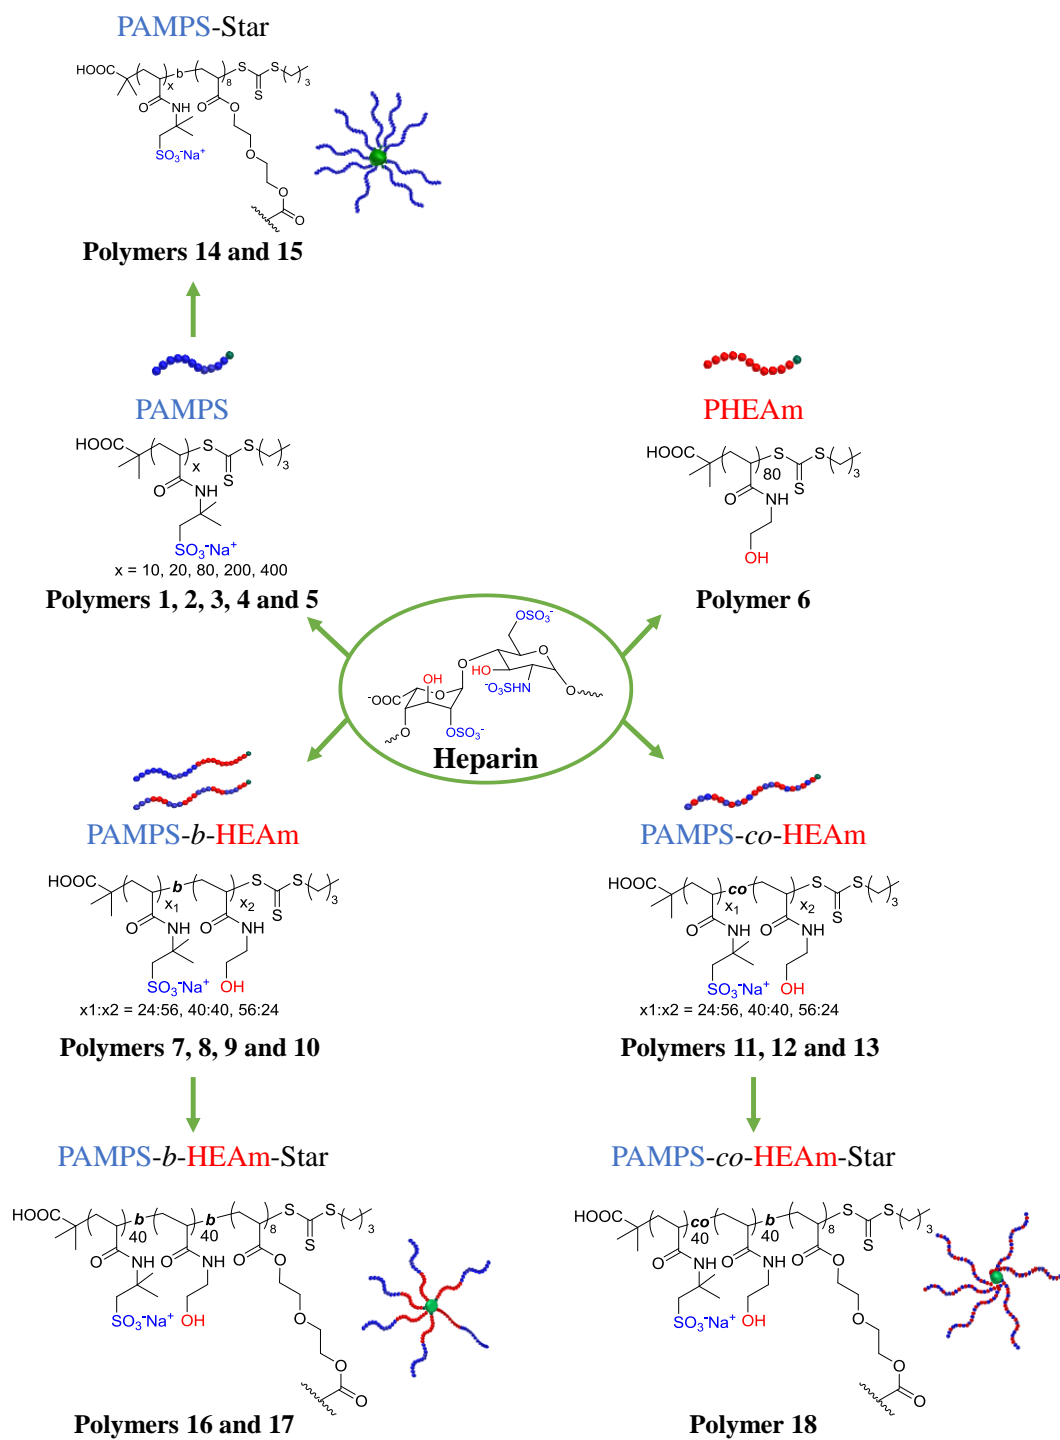 PAMPS-Star
HOOC
x
b
8
S
S
3
S
O
NH
O
O
SO₃⁻Na⁺
O
O
O
Polymers 14 and 15
PAMPS
PHEAm
HOOC
x
S
S
3
S
O
NH
SO₃⁻Na⁺
x = 10, 20, 80, 200, 400
HOOC
80
S
S
3
S
O
NH
OH
Polymers 1, 2, 3, 4 and 5
Polymer 6
OSO₃⁻
O
O
HO
OH
⁻O₃SHN
O
⁻OOC
O
O
OSO₃⁻
Heparin
PAMPS-b-HEAm
PAMPS-co-HEAm
HOOC
x₁
b
x₂
S
S
3
S
O
NH
O
NH
SO₃⁻Na⁺
OH
x1:x2 = 24:56, 40:40, 56:24
HOOC
x₁
co
x₂
S
S
3
S
O
NH
O
NH
SO₃⁻Na⁺
OH
x1:x2 = 24:56, 40:40, 56:24
Polymers 7, 8, 9 and 10
Polymers 11, 12 and 13
PAMPS-b-HEAm-Star
PAMPS-co-HEAm-Star
HOOC
40
b
40
b
8
S
S
3
S
O
NH
O
NH
O
O
SO₃⁻Na⁺
OH
O
O
O
HOOC
40
co
40
b
8
S
S
3
S
O
NH
O
NH
O
O
SO₃⁻Na⁺
OH
O
O
O
Polymers 16 and 17
Polymer 18